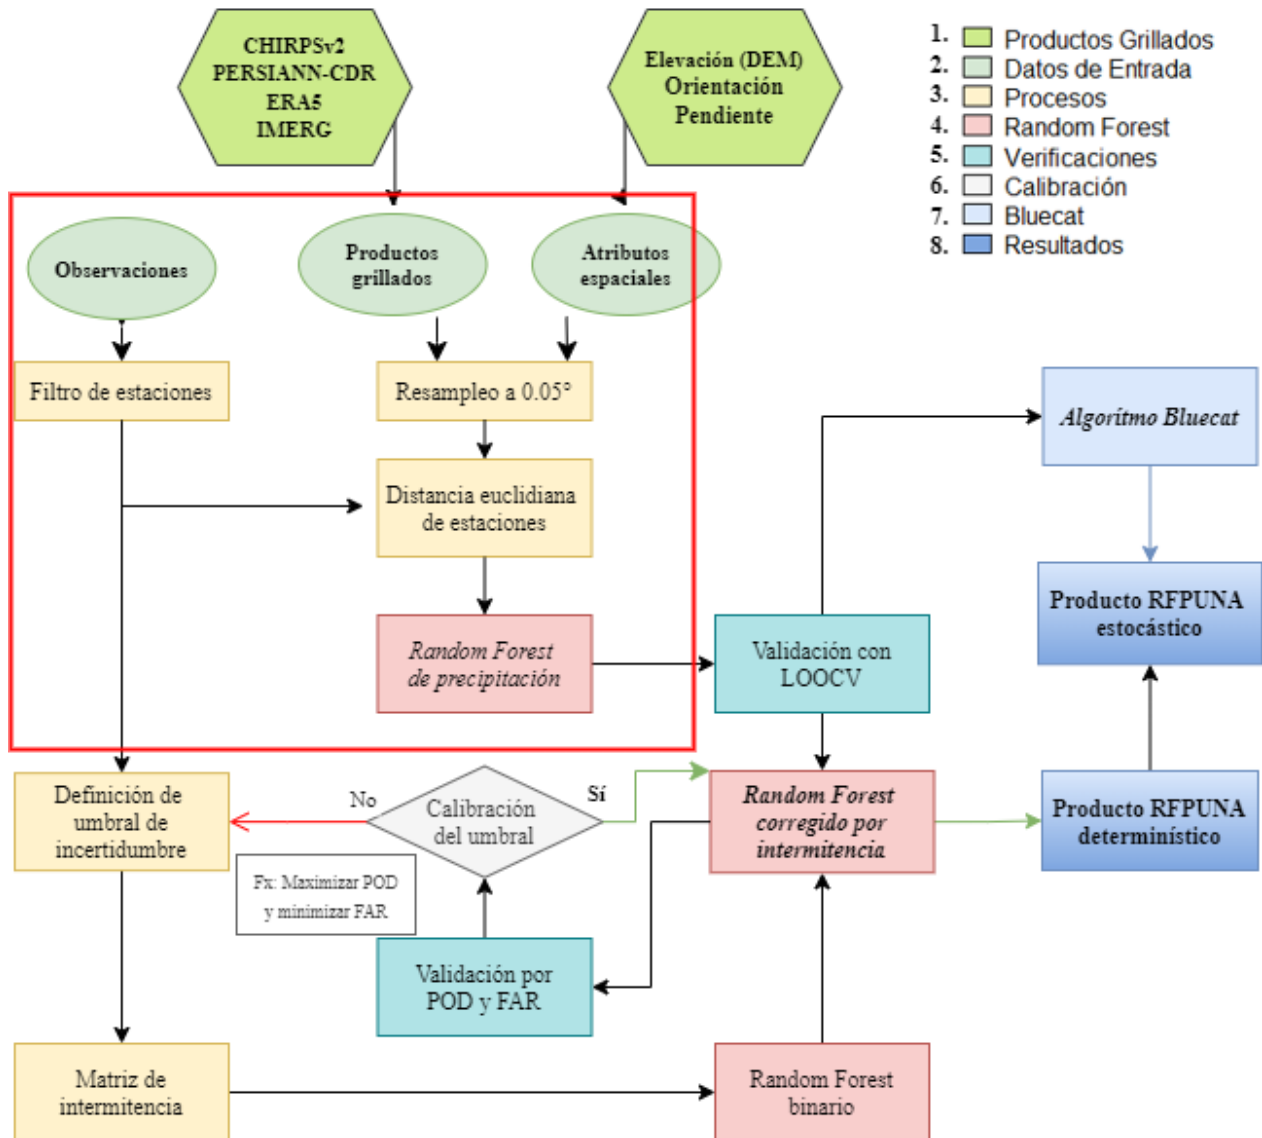 CHIRPSv2
PERSIANN-CDR
ERA5
IMERG
Elevación (DEM)
Orientación
Pendiente
1. Productos Grillados
2. Datos de Entrada
3. Procesos
4. Random Forest
5. Verificaciones
6. Calibración
7. Bluecat
8. Resultados
Observaciones
Productos
grillados
Atributos
espaciales
Filtro de estaciones
Resampleo a 0.05°
Algorítmo Bluecat
Distancia euclidiana
de estaciones
Producto RFPUNA
estocástico
Random Forest
de precipitación
Validación con
LOOCV
Definición de
umbral de
incertidumbre
No
Calibración
del umbral
Sí
Random Forest
corregido por
intermitencia
Producto RFPUNA
determinístico
Fx: Maximizar POD
y minimizar FAR
Validación por
POD y FAR
Matriz de
intermitencia
Random Forest
binario